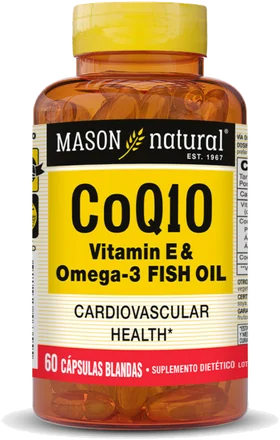 MASON natural®
EST. 1967
CoQ10
Vitamin E &
Omega-3 FISH OIL
CARDIOVASCULAR
HEALTH*
60 CÁPSULAS BLANDAS • SUPLEMENTO DIETÉTICO